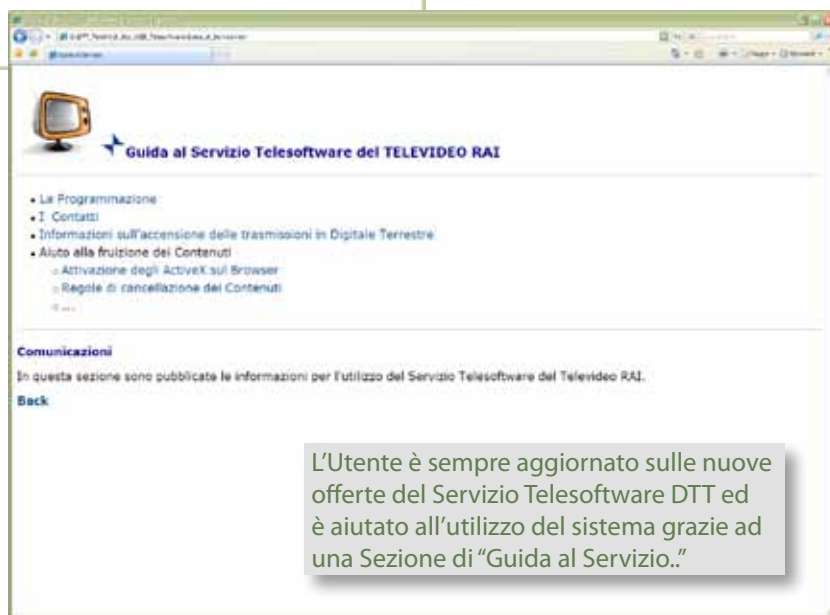 Guida al Servizio Telesoftware del TELEVIDEO RAI
La Programmazione
I Contatti
Informazioni sull'accensione delle trasmissioni in Digitale Terrestre
Aiuto alla fruizione dei Contenuti
Attivazione degli ActiveX sul Browser
Regole di cancellazione dei Contenuti
...
Comunicazioni
In questa sezione sono pubblicate le informazioni per l'utilizzo del Servizio Telesoftware del Televideo RAI.
Back
L'Utente è sempre aggiornato sulle nuove
offerte del Servizio Telesoftware DTT ed
è aiutato all'utilizzo del sistema grazie ad
una Sezione di "Guida al Servizio.."